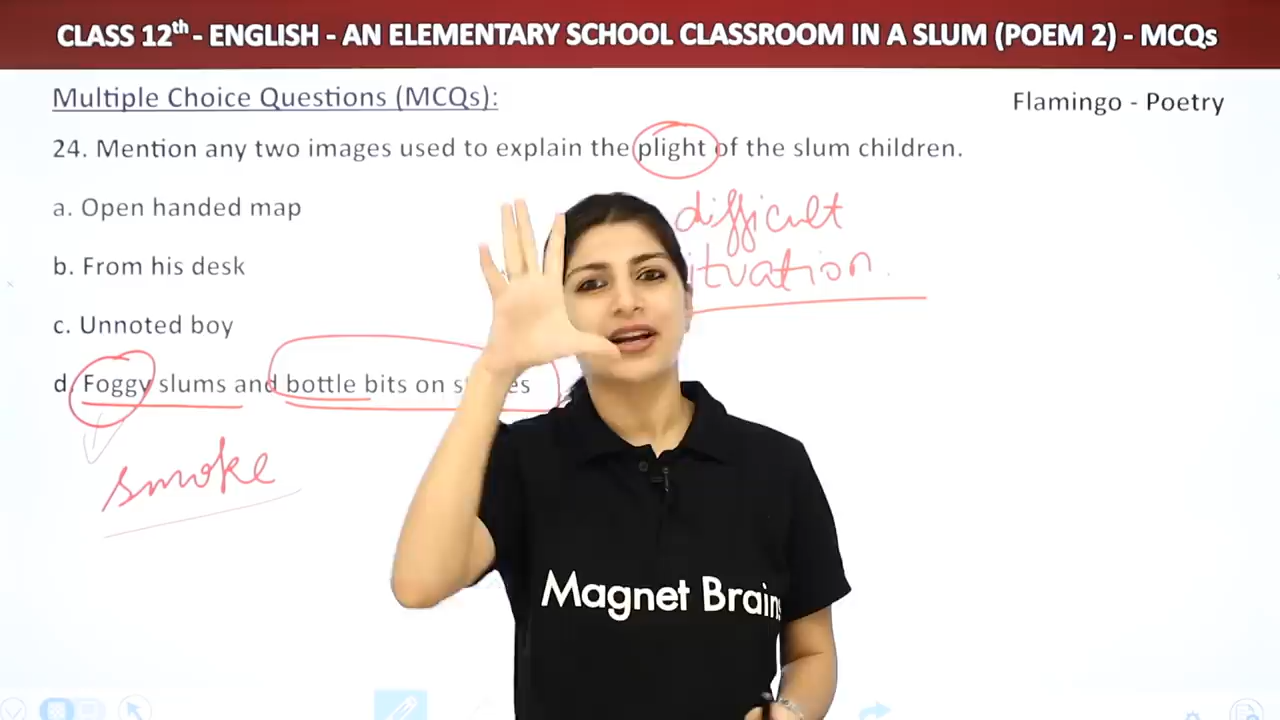 CLASS 12th - ENGLISH - AN ELEMENTARY SCHOOL CLASSROOM IN A SLUM (POEM 2) - MCQs
Multiple Choice Questions (MCQs):
Flamingo - Poetry
24. Mention any two images used to explain the plight of the slum children.
a. Open handed map
difficult
b. From his desk
ituation.
c. Unnoted boy
d. Foggy slums and bottle bits on
smoke
Magnet Brains